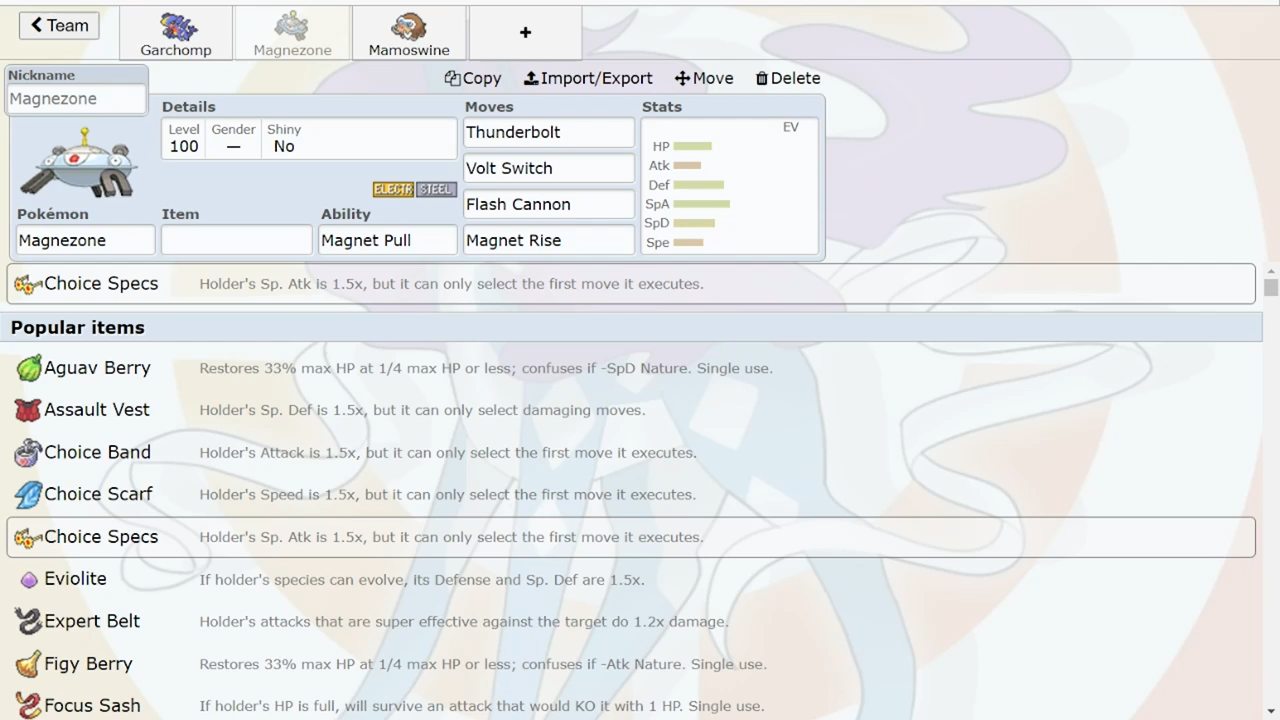 Team
Garchomp
Magnezone
Mamoswine
+
Nickname
Magnezone
Copy
Import/Export
Move
Delete
Details
Moves
Stats
Level
Gender
Shiny
100
—
No
ELECTR
STEEL
Pokémon
Item
Ability
Magnezone
Magnet Pull
Thunderbolt
Volt Switch
Flash Cannon
Magnet Rise
EV
HP
Atk
Def
SpA
SpD
Spe
Choice Specs Holder's Sp. Atk is 1.5x, but it can only select the first move it executes.
Popular items
Aguav Berry Restores 33% max HP at 1/4 max HP or less; confuses if -SpD Nature. Single use.
Assault Vest Holder's Sp. Def is 1.5x, but it can only select damaging moves.
Choice Band Holder's Attack is 1.5x, but it can only select the first move it executes.
Choice Scarf Holder's Speed is 1.5x, but it can only select the first move it executes.
Choice Specs Holder's Sp. Atk is 1.5x, but it can only select the first move it executes.
Eviolite If holder's species can evolve, its Defense and Sp. Def are 1.5x.
Expert Belt Holder's attacks that are super effective against the target do 1.2x damage.
Figy Berry Restores 33% max HP at 1/4 max HP or less; confuses if -Atk Nature. Single use.
Focus Sash If holder's HP is full, will survive an attack that would KO it with 1 HP. Single use.